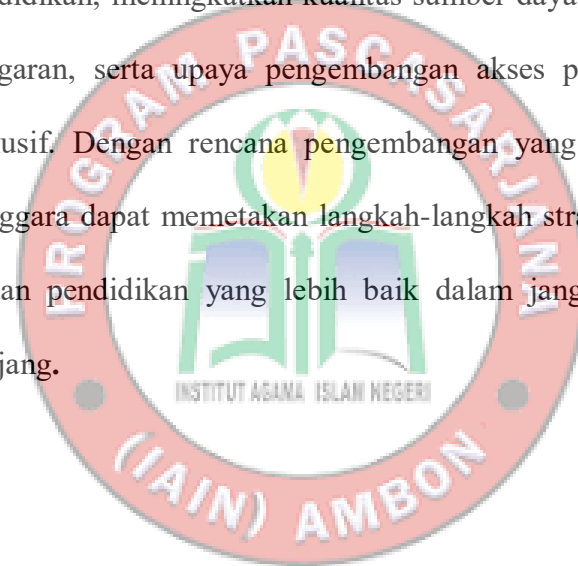 didikan, meningkatkan kualitas sumber daya
garan, serta upaya pengembangan akses p
usif. Dengan rencana pengembangan yang
nggara dapat memetakan langkah-langkah stra
an pendidikan yang lebih baik dalam jang
jang.
PROGRAM PASCASARJANA
INSTITUT AGAMA ISLAM NEGERI
(IAIN) AMBON